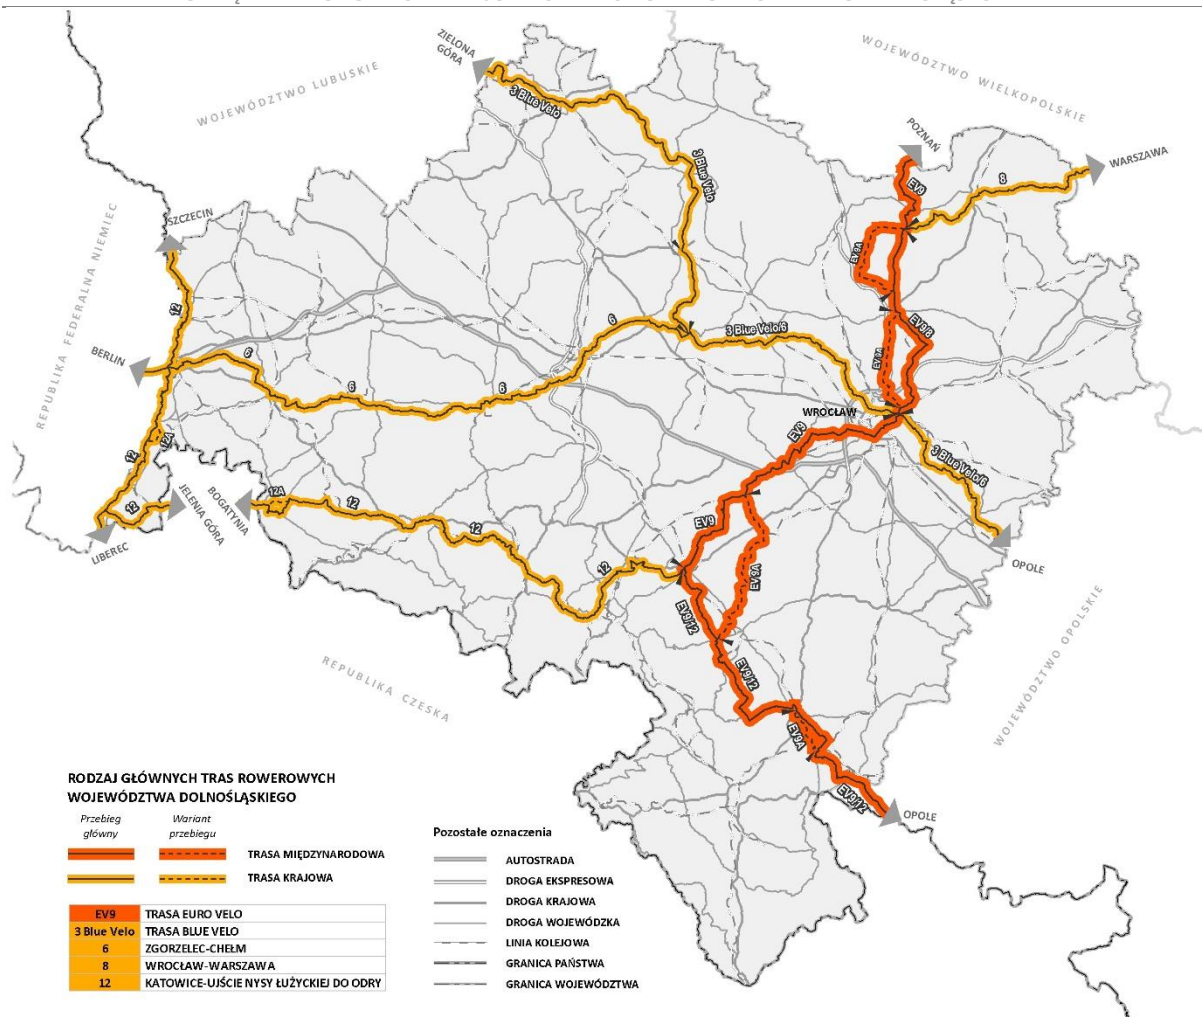 ZIELONA
GÓRA
WOJEWÓDZTWO LUBUSKIE
WOJEWÓDZTWO WIELKOPOLSKIE
3 Blue Velo
POZNAŃ
WARSZAWA
3 Blue Velo
EV9
8
SZCZECIN
REPUBLIKA FEDERALNA NIEMIEC
EV9A
12
6
3 Blue Velo/6
EV9/8
BERLIN
6
EV9A
6
6
WROCŁAW
EV9
12A
12
3 Blue Velo/6
JELENIA
GÓRA
BOGATYNIA
12A
12
12
EV9
12
LIBEREC
OPOLE
12
EV9A
EV9/12
WOJEWÓDZTWO OPOLSKIE
REPUBLIKA CZESKA
EV9/12
EV9A
EV9/12
OPOLE
RODZAJ GŁÓWNYCH TRAS ROWEROWYCH
WOJEWÓDZTWA DOLNOŚLĄSKIEGO
Przebieg
główny
Wariant
przebiegu
TRASA MIĘDZYNARODOWA
TRASA KRAJOWA
EV9 TRASA EURO VELO
3 Blue Velo TRASA BLUE VELO
6 ZGORZELEC-CHEŁM
8 WROCŁAW-WARSZAWA
12 KATOWICE-UJŚCIE NYSY ŁUŻYCKIEJ DO ODRY
Pozostałe oznaczenia
AUTOSTRADA
DROGA EKSPRESOWA
DROGA KRAJOWA
DROGA WOJEWÓDZKA
LINIA KOLEJOWA
GRANICA PAŃSTWA
GRANICA WOJEWÓDZTWA